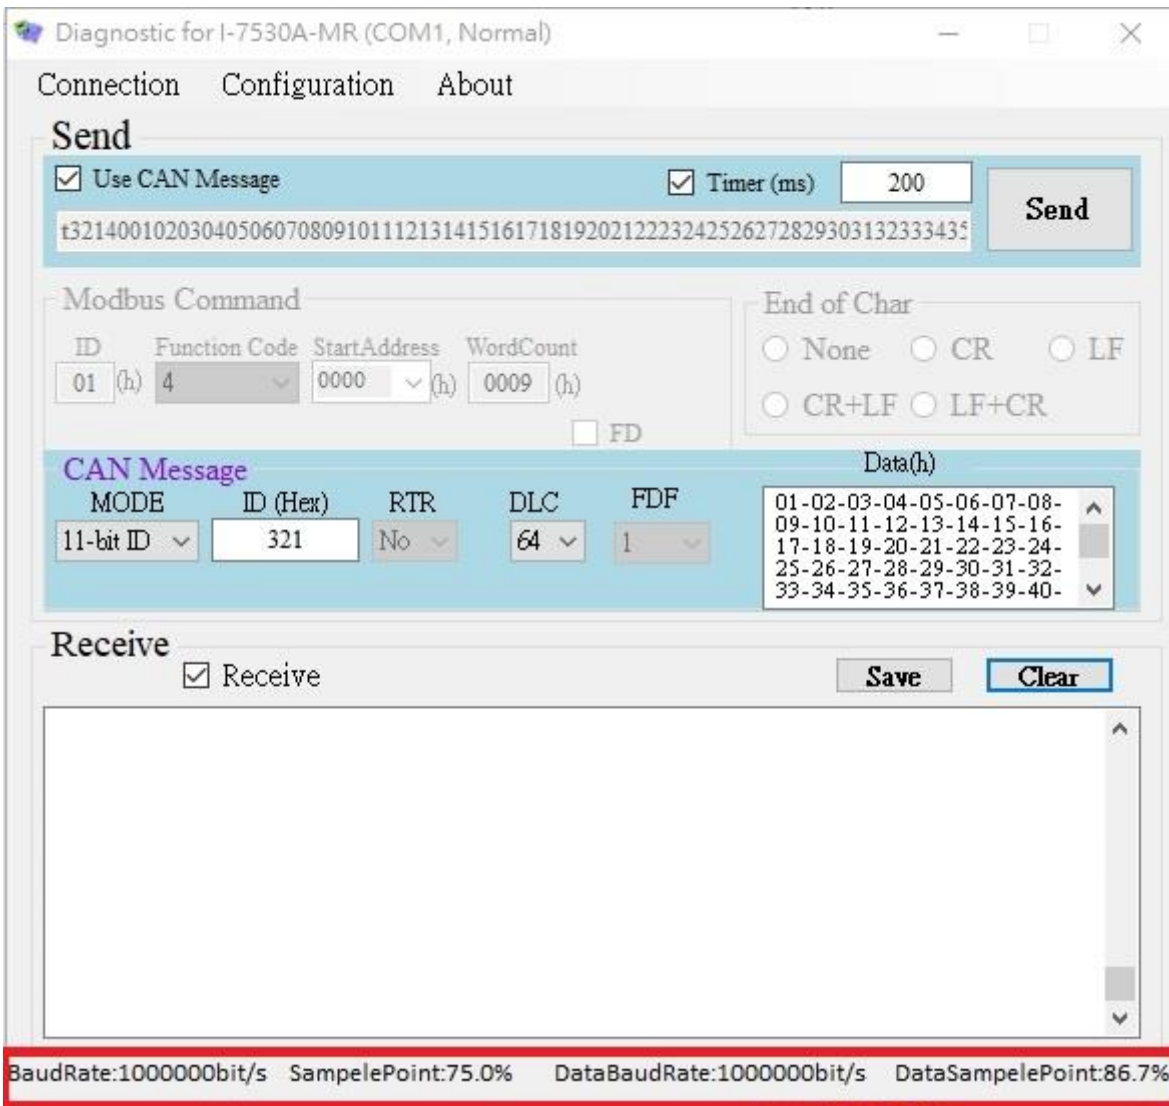 Diagnostic for I-7530A-MR (COM1, Normal)
Connection Configuration About
Send
Use CAN Message Timer (ms) 200 Send
t321400102030405060708091011121314151617181920212223242526272829303132333435
Modbus Command End of Char
ID Function Code StartAddress WordCount
None CR LF
01 (h) 4 0000 (h) 0009 (h)
CR+LF LF+CR
FD
CAN Message Data(h)
MODE ID (Hex) RTR DLC FDF
11-bit ID 321 No 64 1
01-02-03-04-05-06-07-08-
09-10-11-12-13-14-15-16-
17-18-19-20-21-22-23-24-
25-26-27-28-29-30-31-32-
33-34-35-36-37-38-39-40-
Receive
Receive Save Clear
BaudRate:1000000bit/s SampelePoint:75.0% DataBaudRate:1000000bit/s DataSampelePoint:86.7%